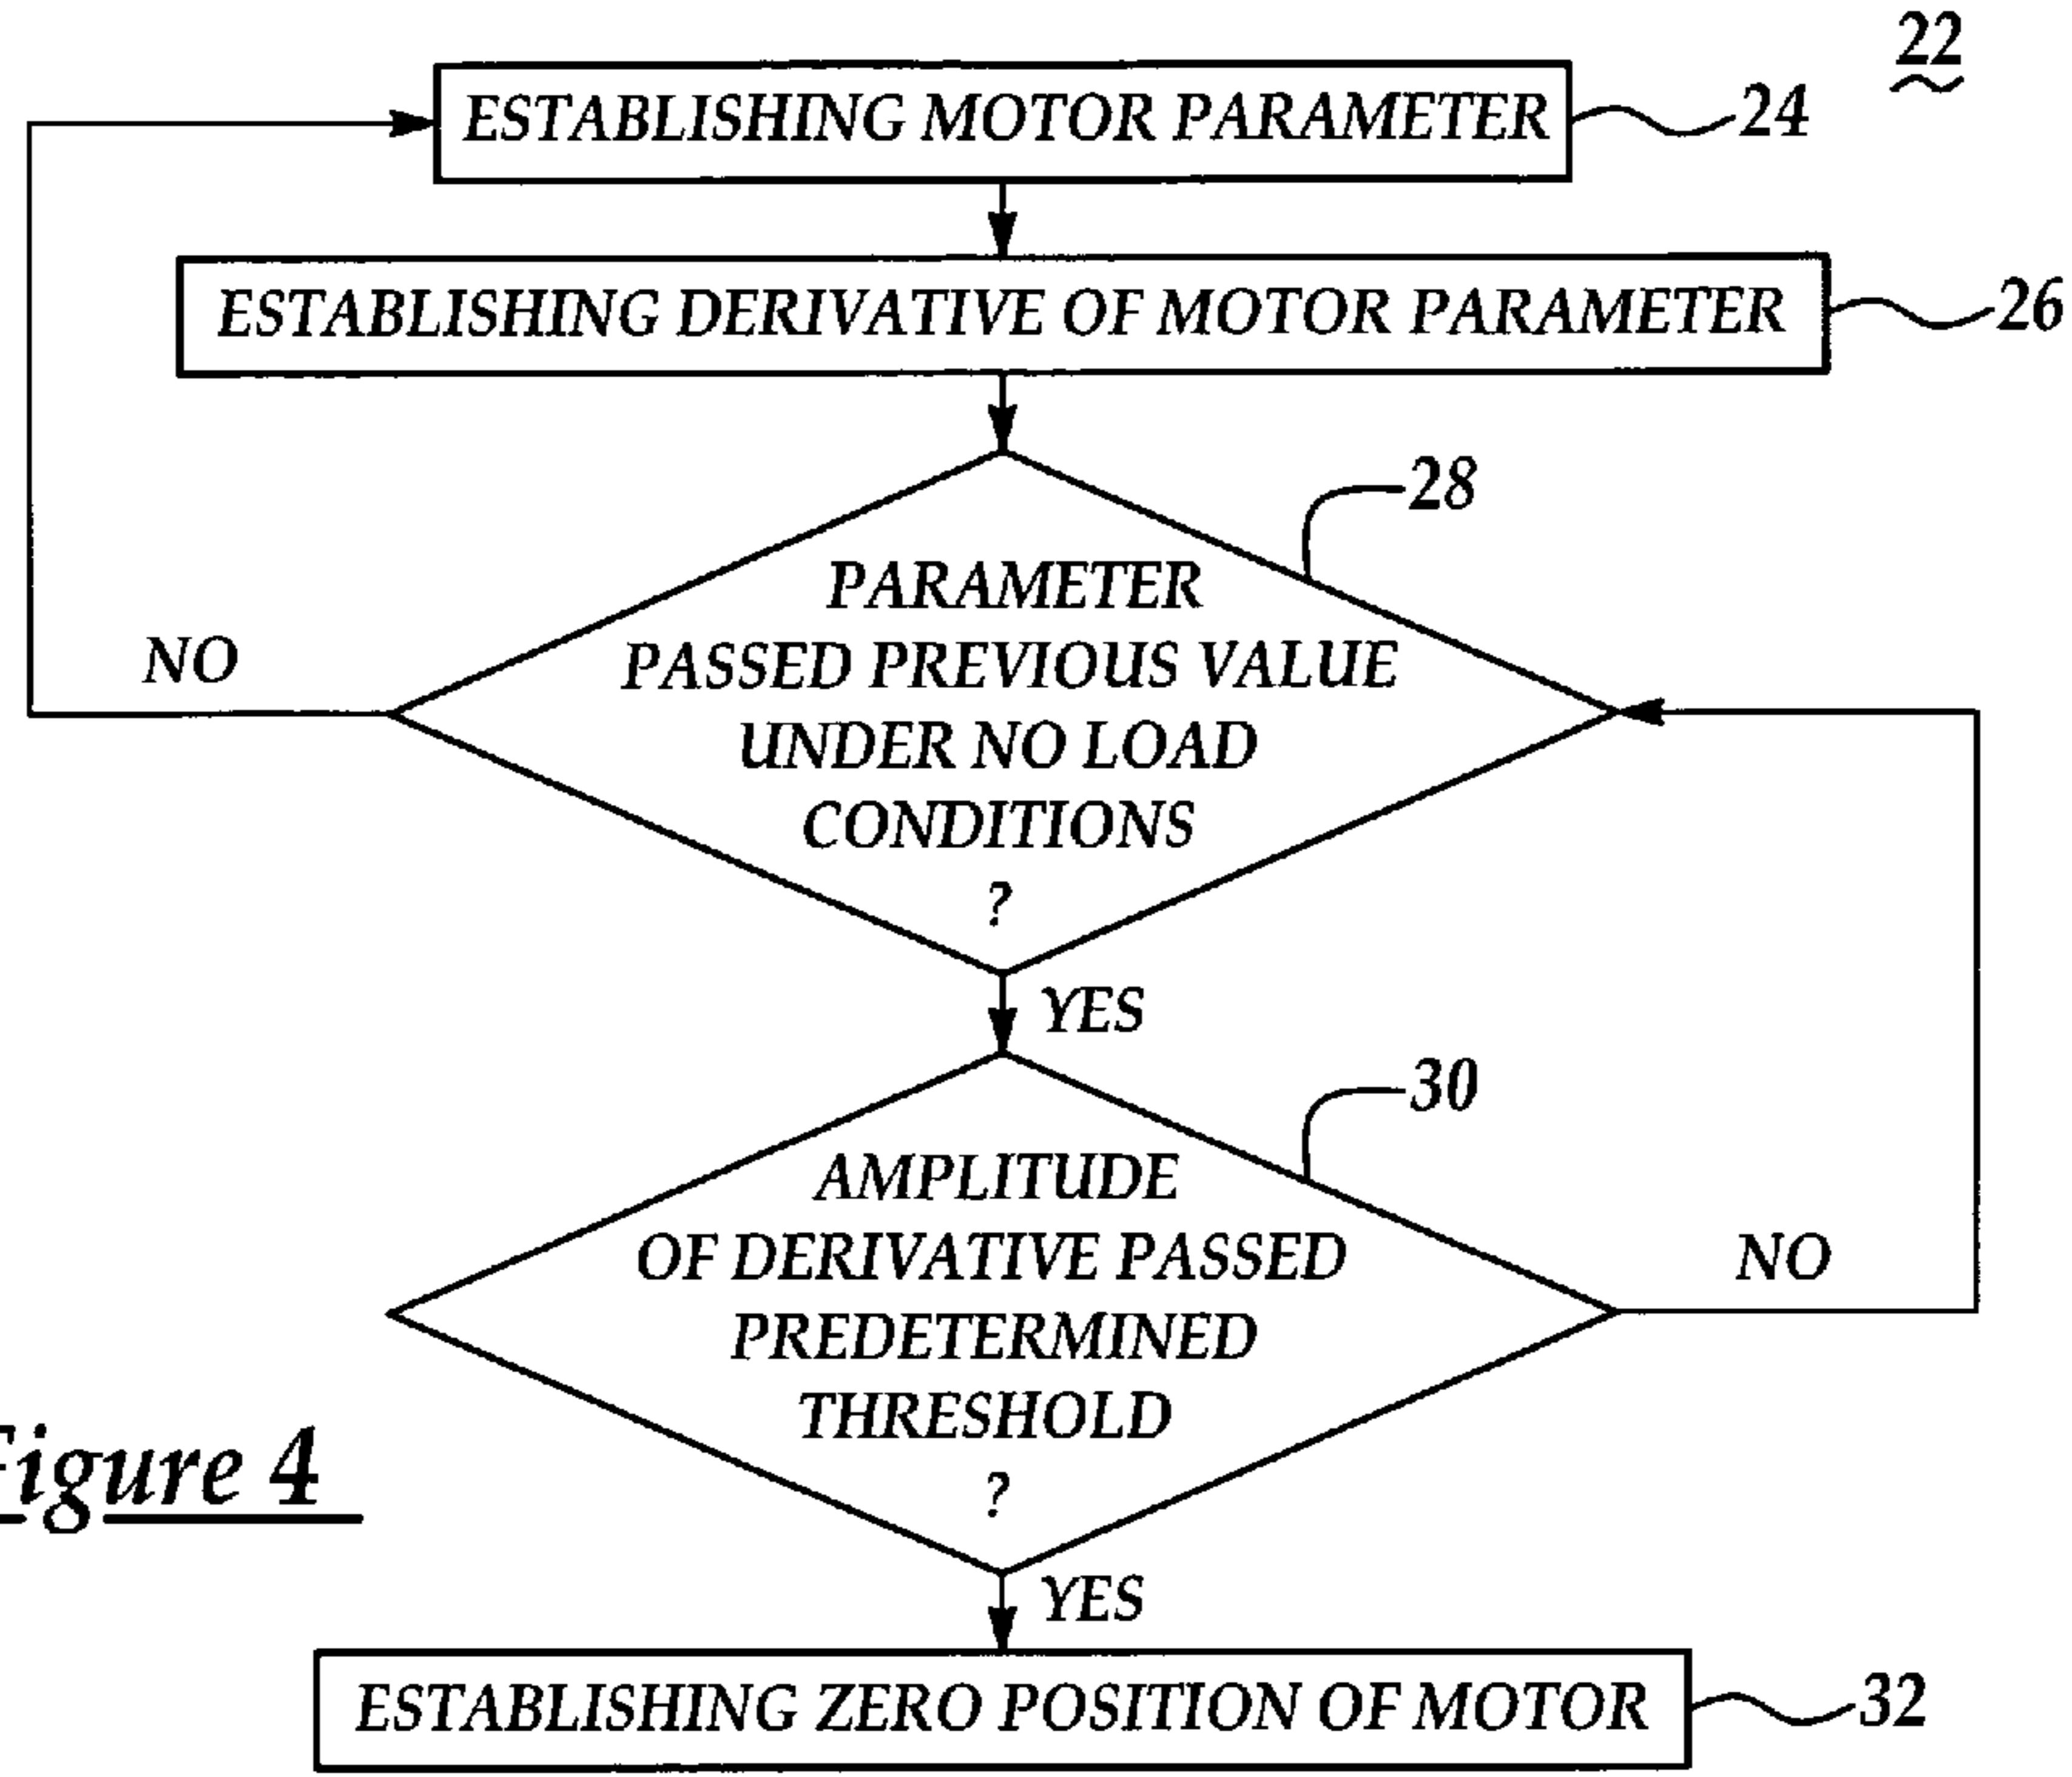 22
ESTABLISHING MOTOR PARAMETER
24
ESTABLISHING DERIVATIVE OF MOTOR PARAMETER
26
28
PARAMETER
PASSED PREVIOUS VALUE
UNDER NO LOAD
CONDITIONS
?
NO
YES
30
AMPLITUDE
OF DERIVATIVE PASSED
PREDETERMINED
THRESHOLD
?
NO
YES
Figure 4
ESTABLISHING ZERO POSITION OF MOTOR
32